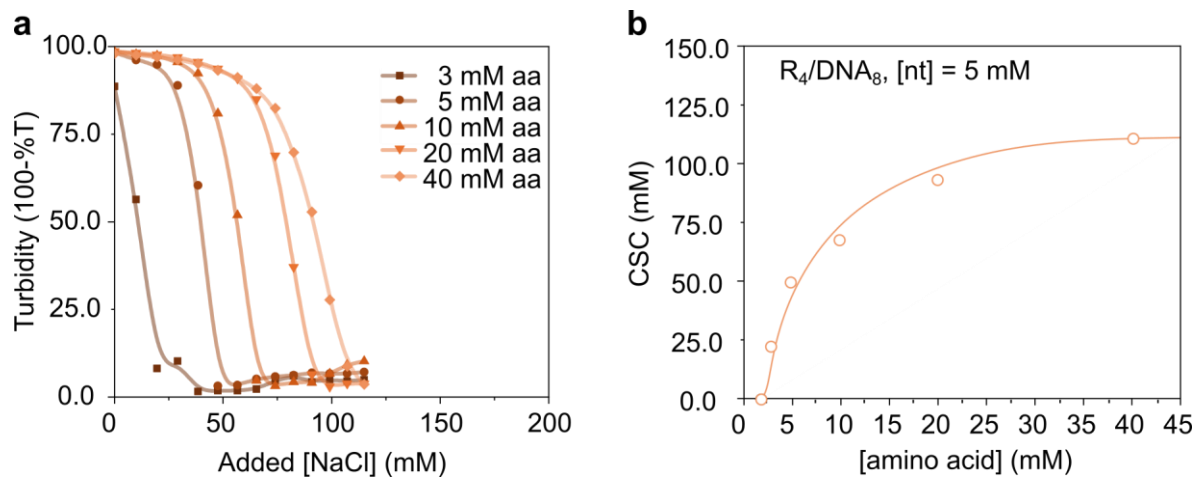 a
100.0
75.0
50.0
25.0
0.0
Turbidity (100-%T)
3 mM aa
5 mM aa
10 mM aa
20 mM aa
40 mM aa
0 50 100 150 200
Added [NaCl] (mM)
b
150.0
125.0
100.0
75.0
50.0
25.0
0.0
CSC (mM)
R₄/DNA₈, [nt] = 5 mM
0 5 10 15 20 25 30 35 40 45
[amino acid] (mM)